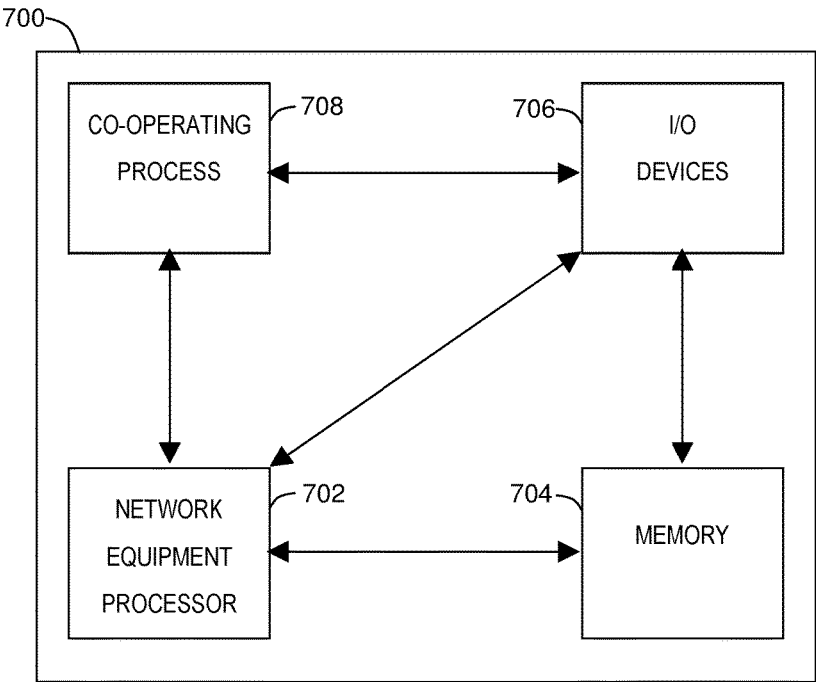 700
CO-OPERATING
PROCESS
708
706
I/O
DEVICES
NETWORK
EQUIPMENT
PROCESSOR
702
704
MEMORY